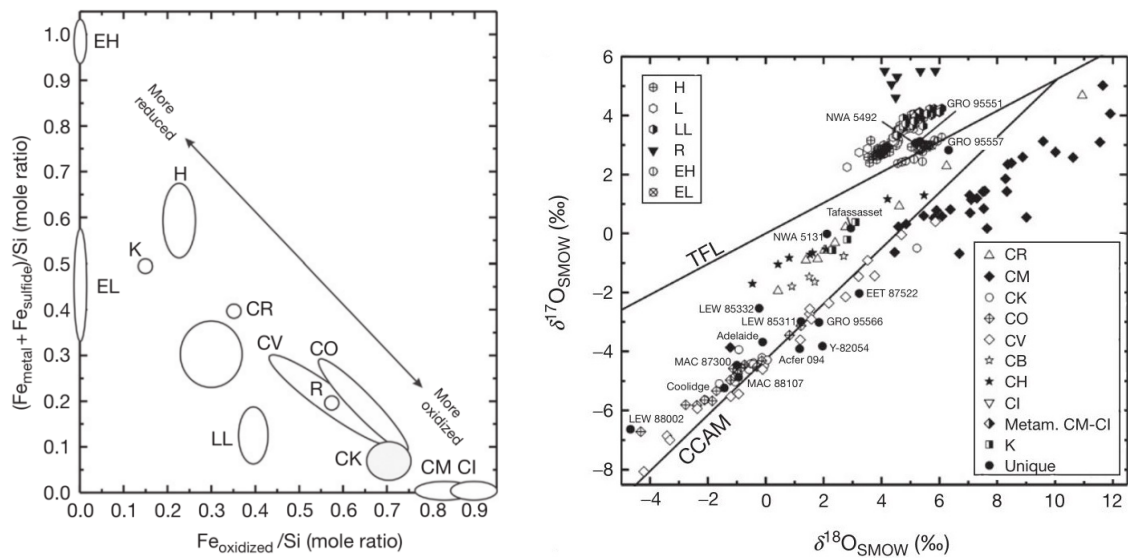 1.0
0.9
0.8
0.7
0.6
0.5
0.4
0.3
0.2
0.1
0.0
(Fe_metal + Fe_sulfide)/Si (mole ratio)
EH
More reduced
H
K
EL
CR
CV
CO
R
LL
More oxidized
CK
CM CI
0.0 0.1 0.2 0.3 0.4 0.5 0.6 0.7 0.8 0.9
Fe_oxidized /Si (mole ratio)
6
4
2
0
−2
−4
−6
−8
δ17O_SMOW (‰)
H
L
LL
R
EH
EL
GRO 95551
NWA 5492
GRO 95557
Tafassasset
NWA 5131
TFL
LEW 85332
EET 87522
LEW 85311
GRO 95566
Adelaide
Y-82054
Acfer 094
MAC 87300
MAC 88107
Coolidge
LEW 88002
CCAM
CR
CM
CK
CO
CV
CB
CH
CI
Metam. CM-CI
K
Unique
−4 −2 0 2 4 6 8 10 12
δ18O_SMOW (‰)